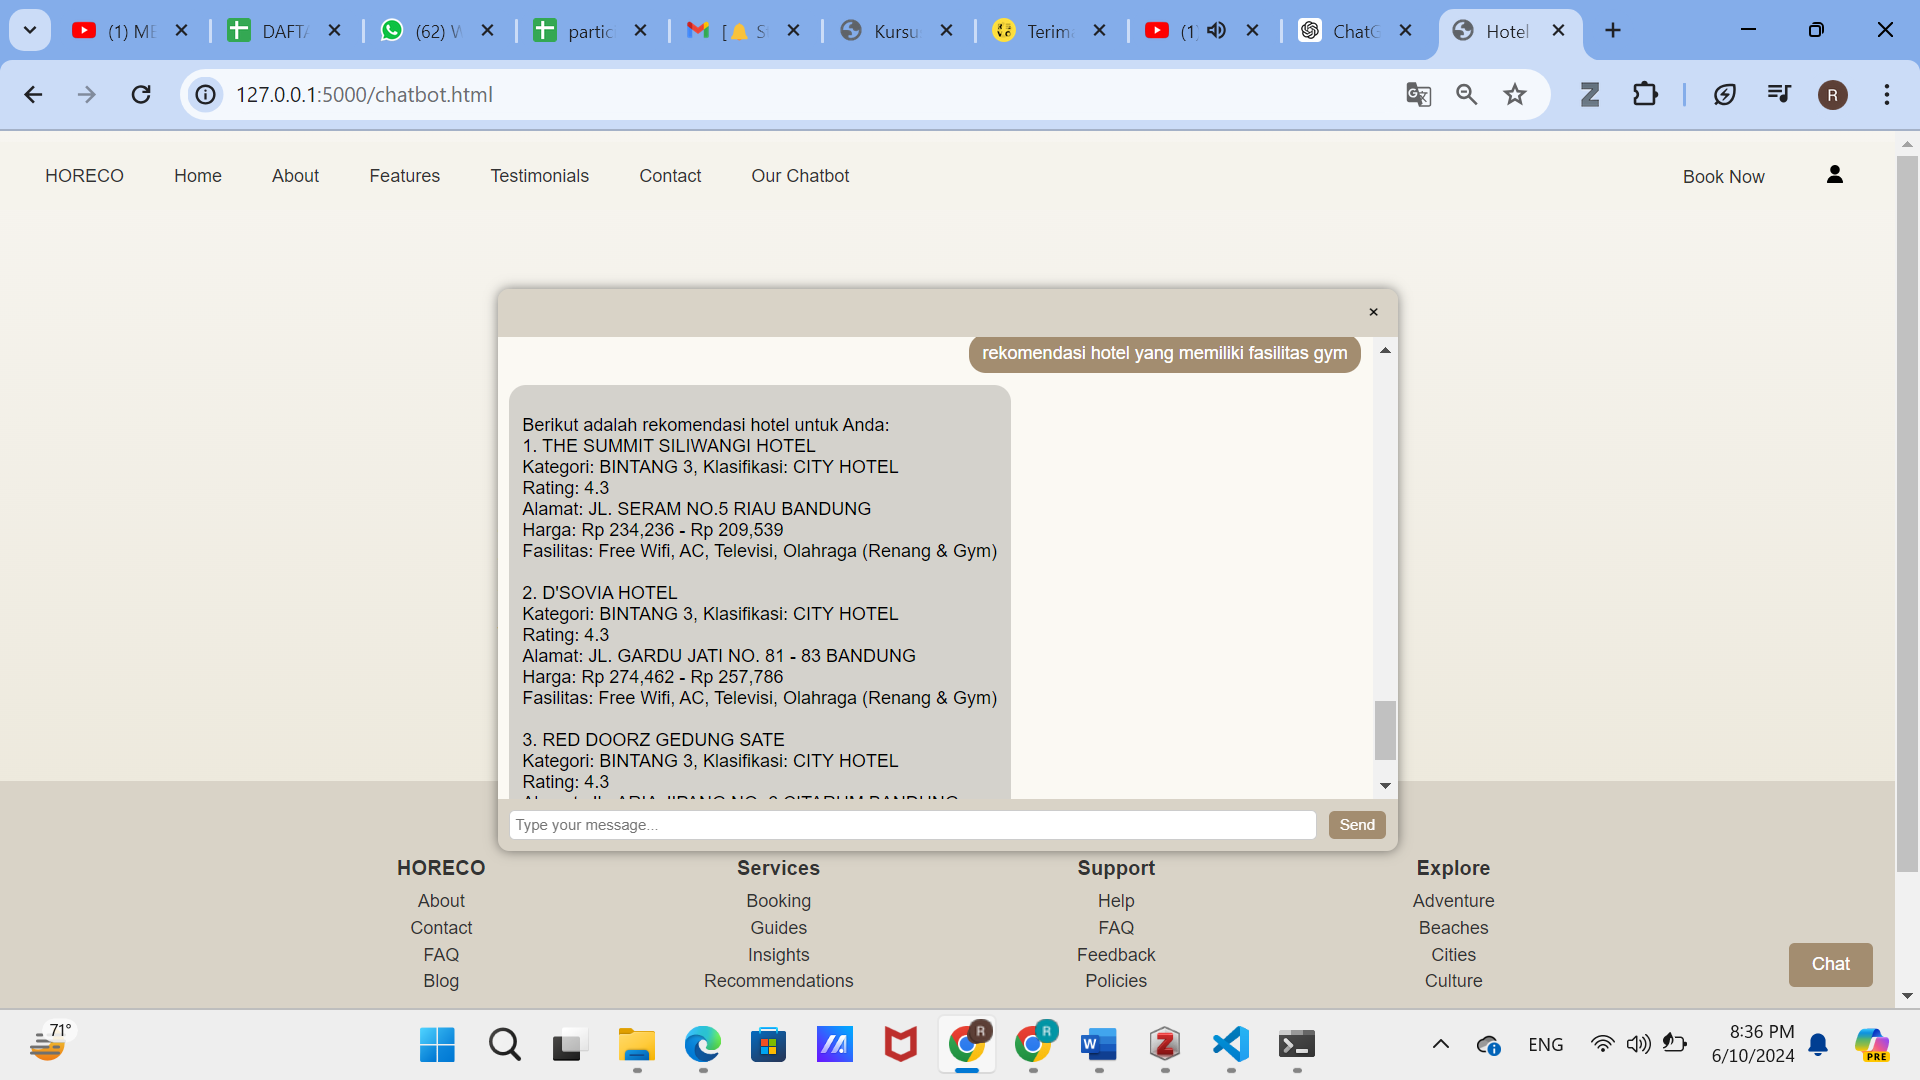 (1) ME
DAFTA
(62) W
partic
Kursu
Terima
(1)
ChatG
Hotel
127.0.0.1:5000/chatbot.html
R
HORECO Home About Features Testimonials Contact Our Chatbot Book Now
×
rekomendasi hotel yang memiliki fasilitas gym
Berikut adalah rekomendasi hotel untuk Anda:
1. THE SUMMIT SILIWANGI HOTEL
Kategori: BINTANG 3, Klasifikasi: CITY HOTEL
Rating: 4.3
Alamat: JL. SERAM NO.5 RIAU BANDUNG
Harga: Rp 234,236 - Rp 209,539
Fasilitas: Free Wifi, AC, Televisi, Olahraga (Renang & Gym)
2. D'SOVIA HOTEL
Kategori: BINTANG 3, Klasifikasi: CITY HOTEL
Rating: 4.3
Alamat: JL. GARDU JATI NO. 81 - 83 BANDUNG
Harga: Rp 274,462 - Rp 257,786
Fasilitas: Free Wifi, AC, Televisi, Olahraga (Renang & Gym)
3. RED DOORZ GEDUNG SATE
Kategori: BINTANG 3, Klasifikasi: CITY HOTEL
Rating: 4.3
Type your message...
Send
HORECO
About
Contact
FAQ
Blog
Services
Booking
Guides
Insights
Recommendations
Support
Help
FAQ
Feedback
Policies
Explore
Adventure
Beaches
Cities
Culture
Chat
71°
ENG
8:36 PM
6/10/2024
PRE